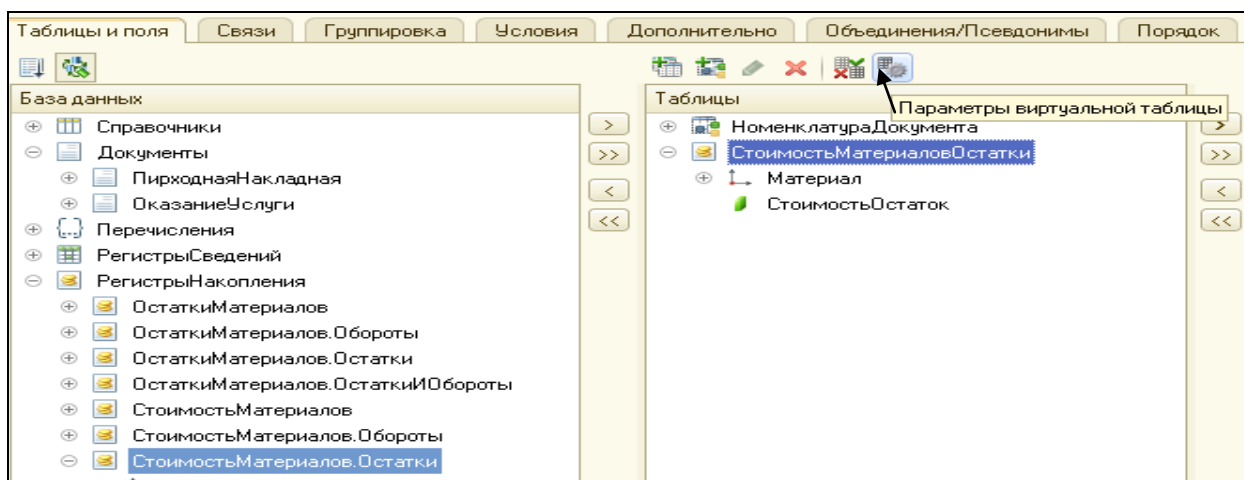 Таблицы и поля Связи Группировка Условия Дополнительно Объединения/Псевдонимы Порядок
База данных
Справочники
Документы
ПирходнаяНакладная
ОказаниеУслуги
Перечисления
РегистрыСведений
РегистрыНакопления
ОстаткиМатериалов
ОстаткиМатериалов.Обороты
ОстаткиМатериалов.Остатки
ОстаткиМатериалов.ОстаткиИОбороты
СтоимостьМатериалов
СтоимостьМатериалов.Обороты
СтоимостьМатериалов.Остатки
>
>>
<
<<
Таблицы
Параметры виртуальной таблицы
НоменклатураДокумента
СтоимостьМатериаловОстатки
Материал
СтоимостьОстаток
>
>>
<
<<